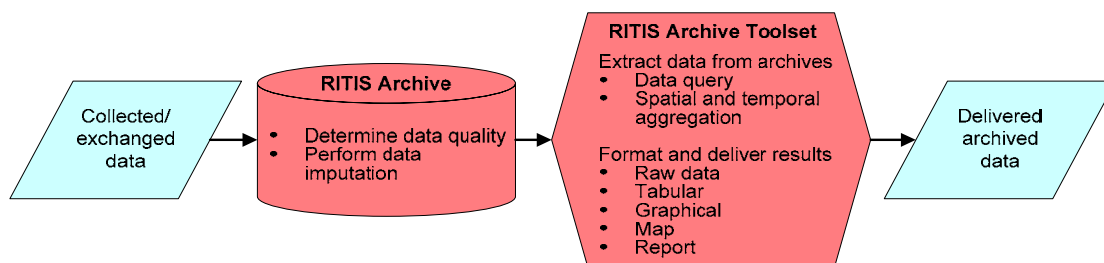 Collected/
exchanged
data
RITIS Archive
• Determine data quality
• Perform data
imputation
RITIS Archive Toolset
Extract data from archives
• Data query
• Spatial and temporal
aggregation
Format and deliver results
• Raw data
• Tabular
• Graphical
• Map
• Report
Delivered
archived
data